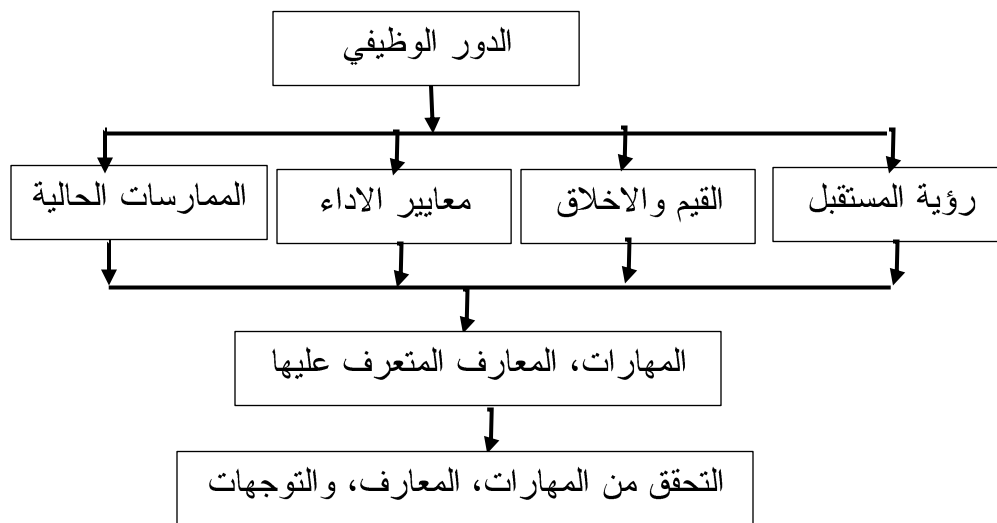 الدور الوظيفي
رؤية المستقبل
القيم والاخلاق
معايير الاداء
الممارسات الحالية
المهارات، المعارف المتعرف عليها
التحقق من المهارات، المعارف، والتوجهات